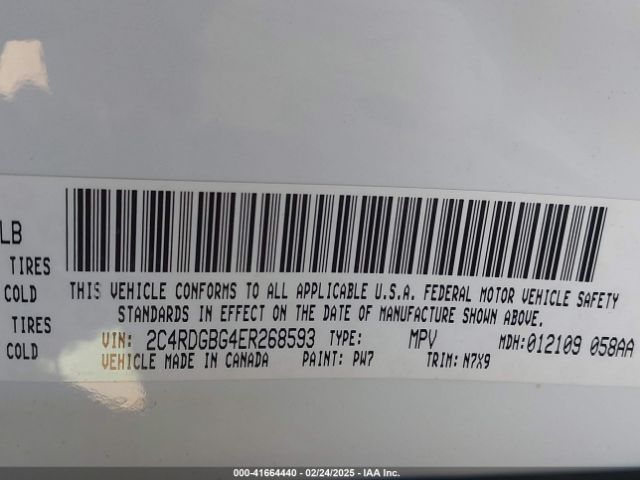 LB
TIRES
COLD
TIRES
COLD
THIS VEHICLE CONFORMS TO ALL APPLICABLE U.S.A. FEDERAL MOTOR VEHICLE SAFETY
STANDARDS IN EFFECT ON THE DATE OF MANUFACTURE SHOWN ABOVE.
VIN: 2C4RDGBG4ER268593 TYPE: MPV MDH:012109 058AA
VEHICLE MADE IN CANADA PAINT: PW7 TRIM: N7X9
000-41664440 - 02/24/2025 - IAA Inc.